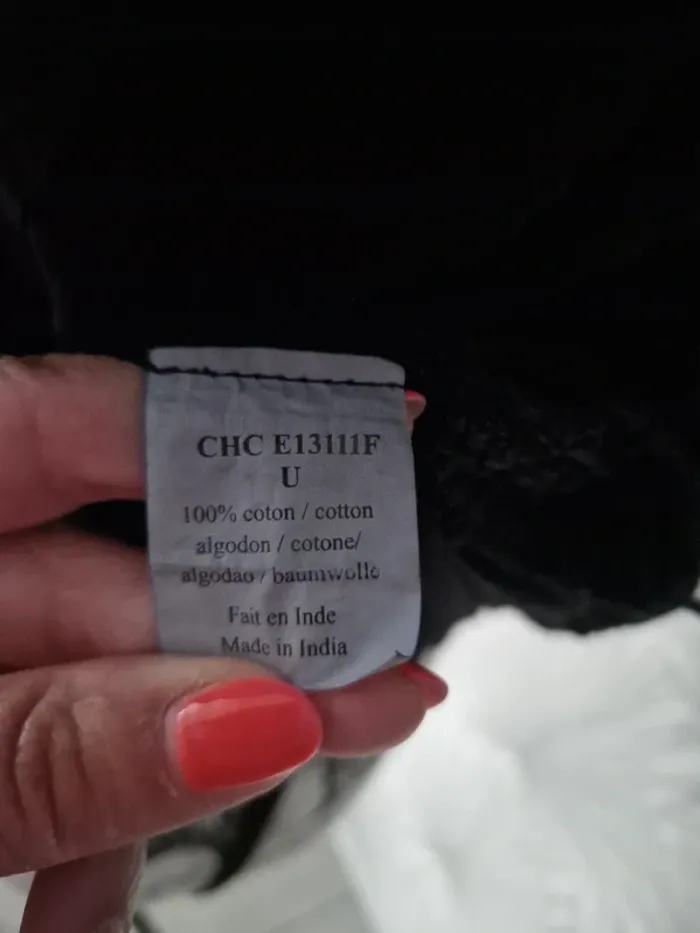 CHC E13111F
U
100% coton / cotton
algodon / cotone/
algodao / baumwolle
Fait en Inde
Made in India